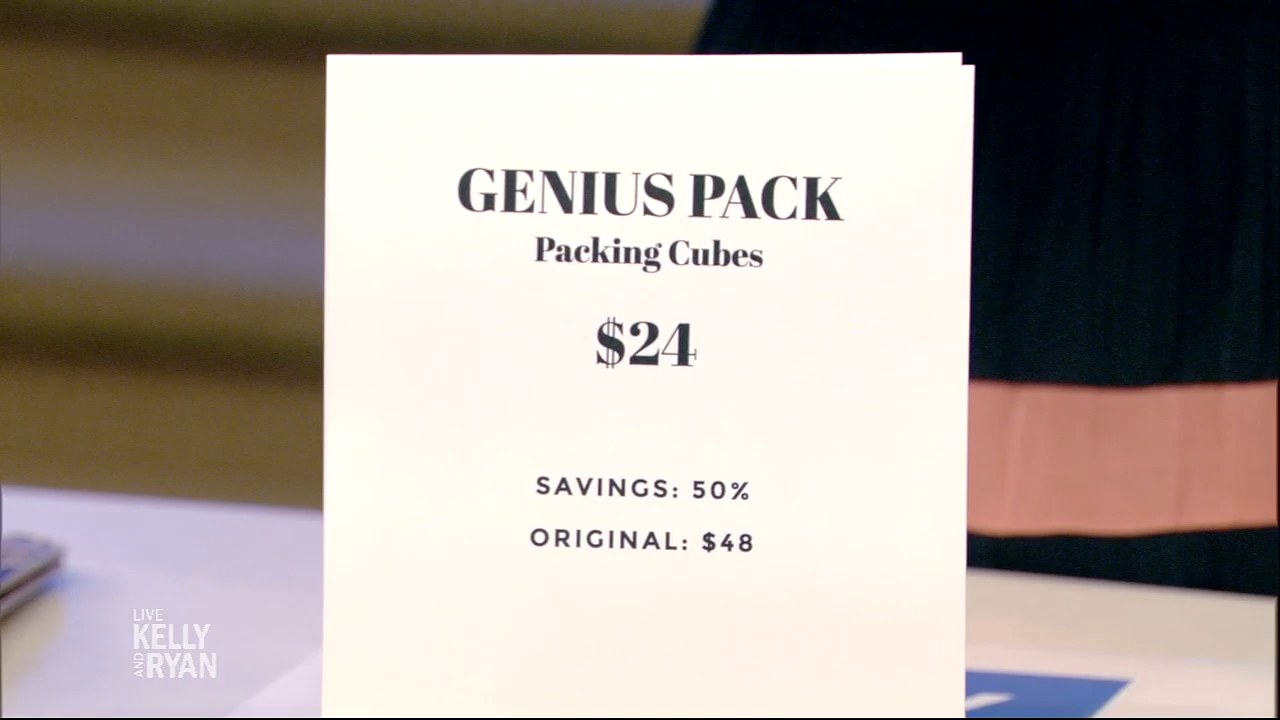 GENIUS PACK
Packing Cubes
$24
SAVINGS: 50%
ORIGINAL: $48
LIVE
KELLY
AND RYAN